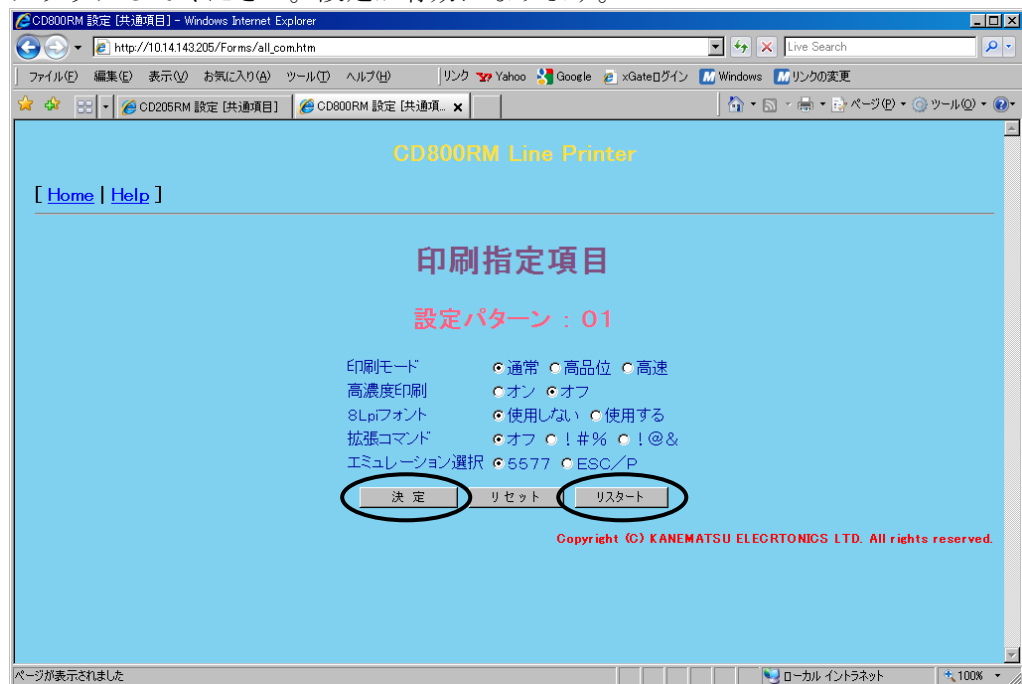 CD800RM 設定 [共通項目] - Windows Internet Explorer
http://10.14.143.205/Forms/all_com.htm
Live Search
ファイル(F) 編集(E) 表示(V) お気に入り(A) ツール(T) ヘルプ(H) リンク Yahoo Google xGateログイン Windows リンクの変更
CD205RM 設定 [共通項目] CD800RM 設定 [共通項... ページ(P) ツール(O)
CD800RM Line Printer
[ Home | Help ]
印刷指定項目
設定パターン : 01
印刷モード 通常 高品位 高速
高濃度印刷 オン オフ
8Lpiフォント 使用しない 使用する
拡張コマンド オフ !#% !@&
エミュレーション選択 5577 ESC/P
決 定 リセット リスタート
Copyright (C) KANEMATSU ELECRTONICS LTD. All rights reserved.
ページが表示されました ローカル イントラネット 100%